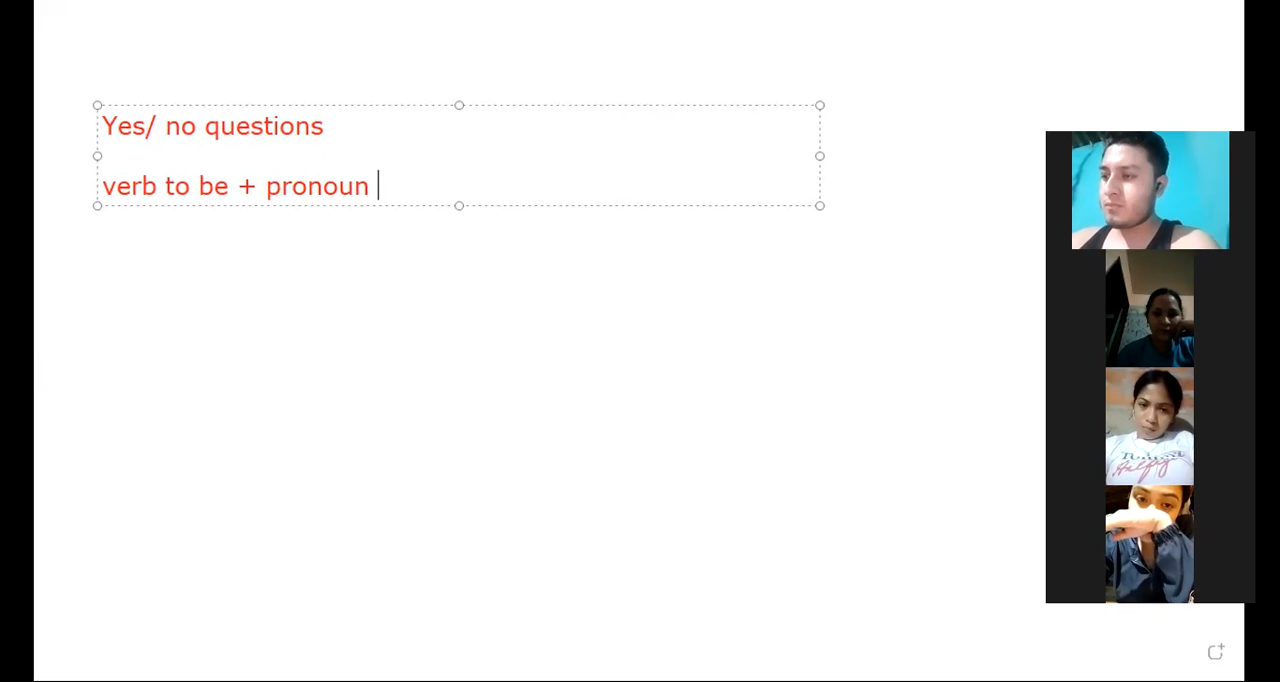 Yes/ no questions
verb to be + pronoun